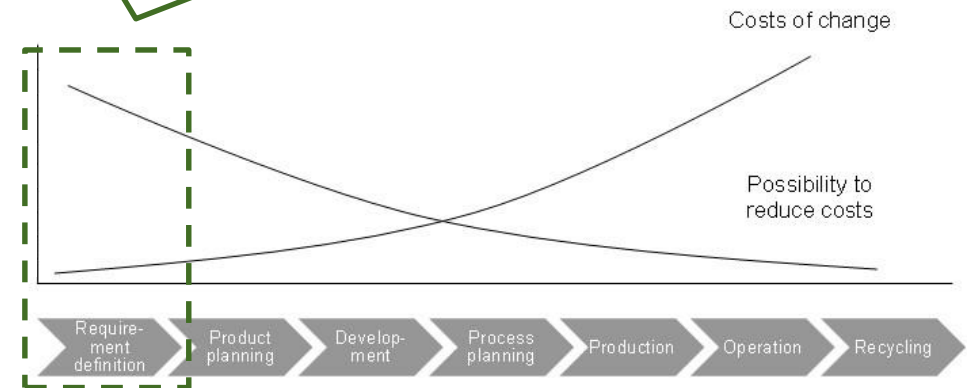 Costs of change
Possibility to
reduce costs
Require-
ment
definition
Product
planning
Develop-
ment
Process
planning
Production
Operation
Recycling